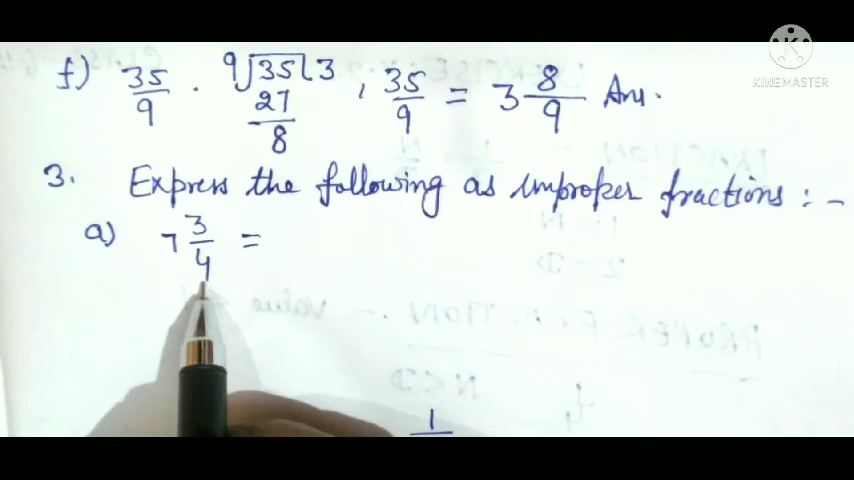 f) 35/9 . 9√35 3, 35/9 = 3 8/9 Ans.
27
8
3. Express the following as improper fractions : -
a) 7 3/4 =
1
KINEMASTER